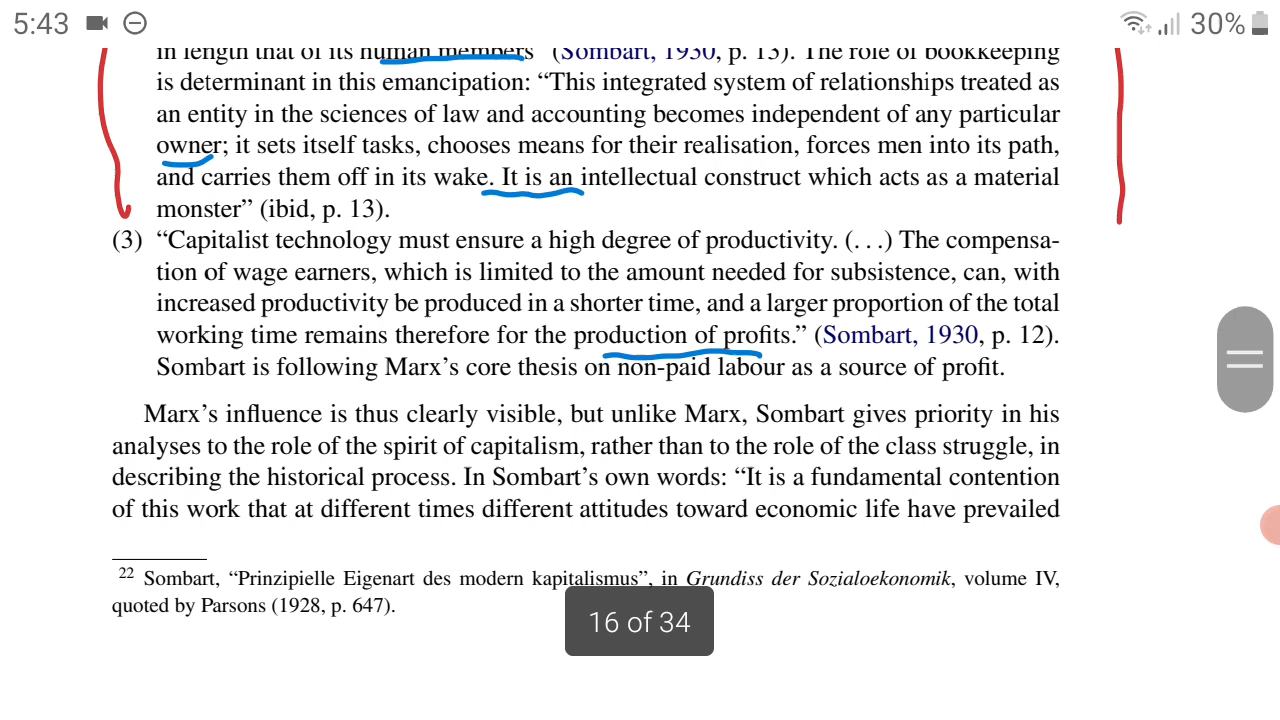 5:43
30%
in length that of its human members" (Sombart, 1930, p. 13). The role of bookkeeping
is determinant in this emancipation: “This integrated system of relationships treated as
an entity in the sciences of law and accounting becomes independent of any particular
owner; it sets itself tasks, chooses means for their realisation, forces men into its path,
and carries them off in its wake. It is an intellectual construct which acts as a material
monster” (ibid, p. 13).
(3) “Capitalist technology must ensure a high degree of productivity. (. . .) The compensa-
tion of wage earners, which is limited to the amount needed for subsistence, can, with
increased productivity be produced in a shorter time, and a larger proportion of the total
working time remains therefore for the production of profits.” (Sombart, 1930, p. 12).
Sombart is following Marx’s core thesis on non-paid labour as a source of profit.
Marx’s influence is thus clearly visible, but unlike Marx, Sombart gives priority in his
analyses to the role of the spirit of capitalism, rather than to the role of the class struggle, in
describing the historical process. In Sombart’s own words: “It is a fundamental contention
of this work that at different times different attitudes toward economic life have prevailed
22 Sombart, “Prinzipielle Eigenart des modern kapitalismus”, in Grundiss der Sozialoekonomik, volume IV,
quoted by Parsons (1928, p. 647).
16 of 34